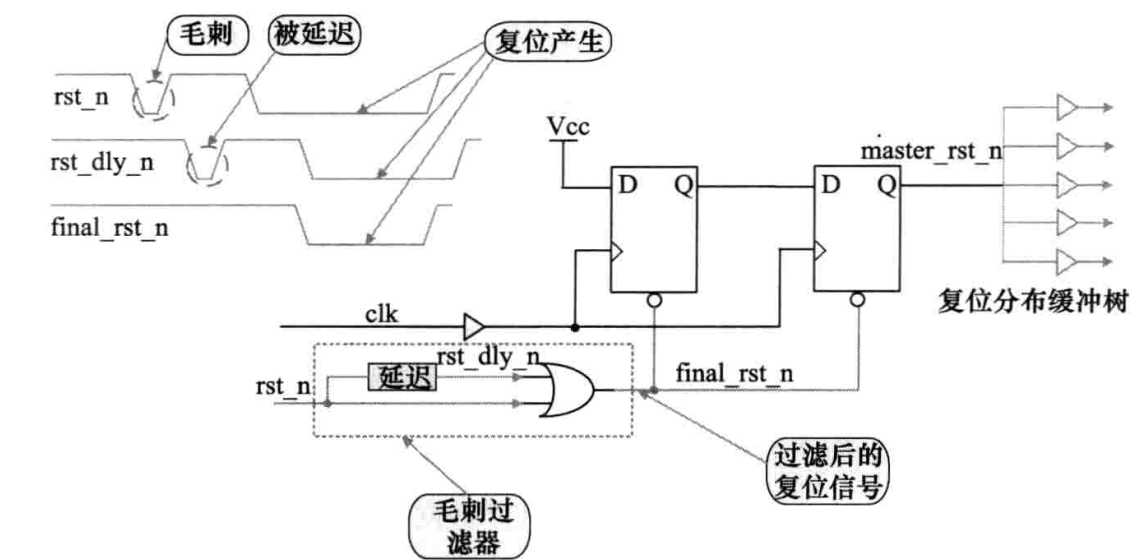 毛刺
被延迟
复位产生
rst_n
rst_dly_n
final_rst_n
Vcc
D
Q
D
Q
master_rst_n
复位分布缓冲树
clk
rst_dly_n
延迟
rst_n
final_rst_n
过滤后的
复位信号
毛刺过
滤器